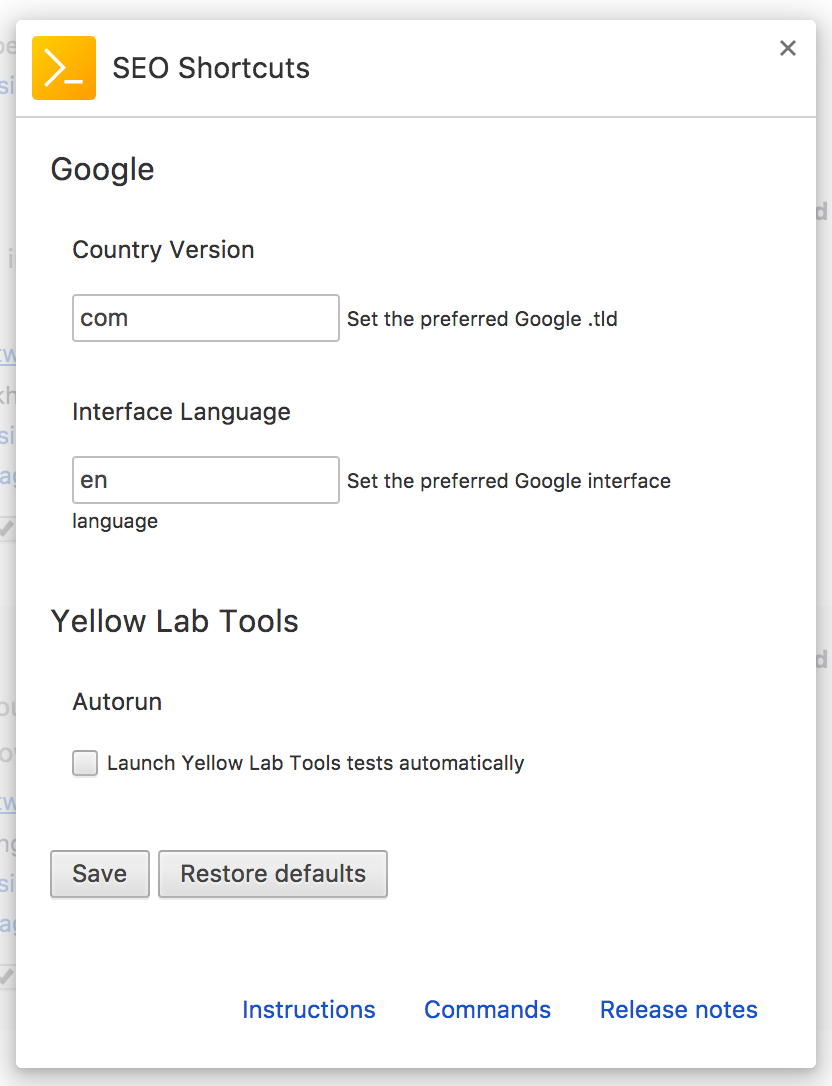 SEO Shortcuts
Google
Country Version
com Set the preferred Google .tld
Interface Language
en Set the preferred Google interface
language
Yellow Lab Tools
Autorun
Launch Yellow Lab Tools tests automatically
Save Restore defaults
Instructions Commands Release notes